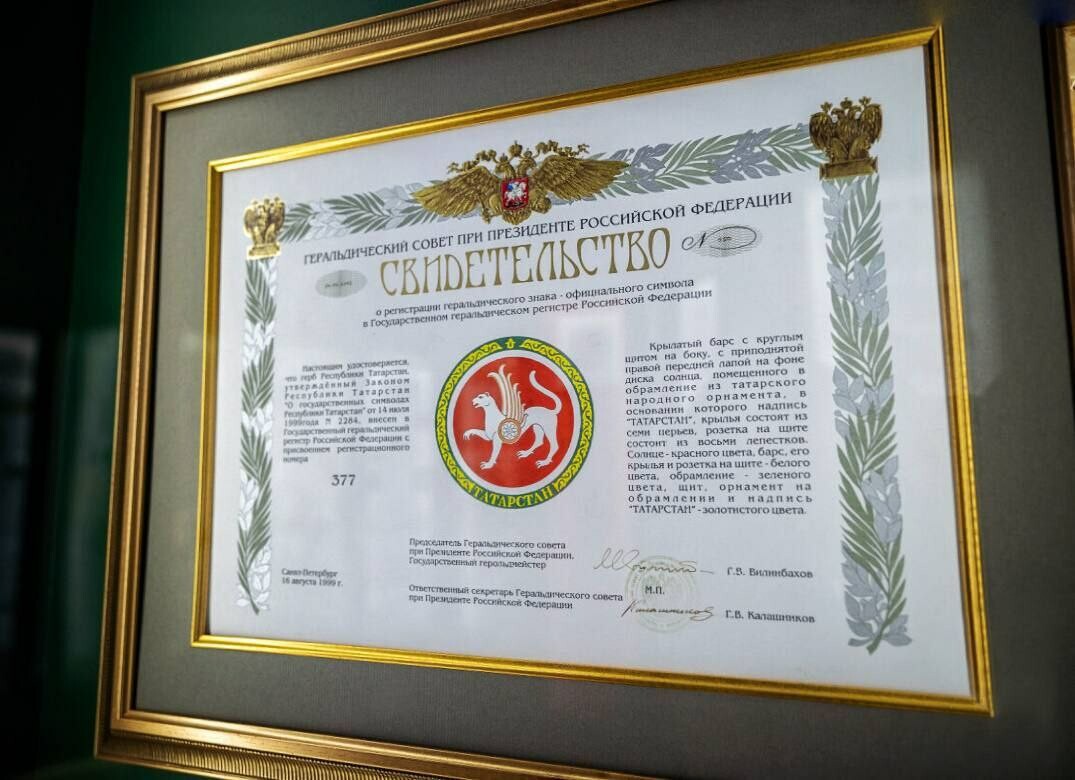 ГЕРАЛЬДИЧЕСКИЙ СОВЕТ ПРИ ПРЕЗИДЕНТЕ РОССИЙСКОЙ ФЕДЕРАЦИИ
СВИДЕТЕЛЬСТВО N
о регистрации геральдического знака - официального символа
в Государственном геральдическом регистре Российской Федерации
Настоящим удостоверяется,
что герб Республики Татарстан,
утверждённый Законом
Республики Татарстан
"О государственных символах
Республики Татарстан" от 14 июля
1999года N 2284, внесен в
Государственный геральдический
регистр Российской Федерации с
присвоением регистрационного
номера
377
ТАТАРСТАН
Крылатый барс с круглым
щитом на боку, с приподнятой
правой передней лапой на фоне
диска солнца, помещенного в
обрамление из татарского
народного орнамента, в
основании которого надпись
"ТАТАРСТАН", крылья состоят из
семи перьев, розетка на щите
состоит из восьми лепестков.
Солнце - красного цвета, барс, его
крылья и розетка на щите - белого
цвета, обрамление - зеленого
цвета, щит, орнамент на
обрамлении и надпись
"ТАТАРСТАН" - золотистого цвета.
Председатель Геральдического совета
при Президенте Российской Федерации,
Государственный герольдмейстер
Г.В. Вилинбахов
М.П.
Санкт-Петербург
16 августа 1999 г.
Ответственный секретарь Геральдического совета
при Президенте Российской Федерации
Г.В. Калашников